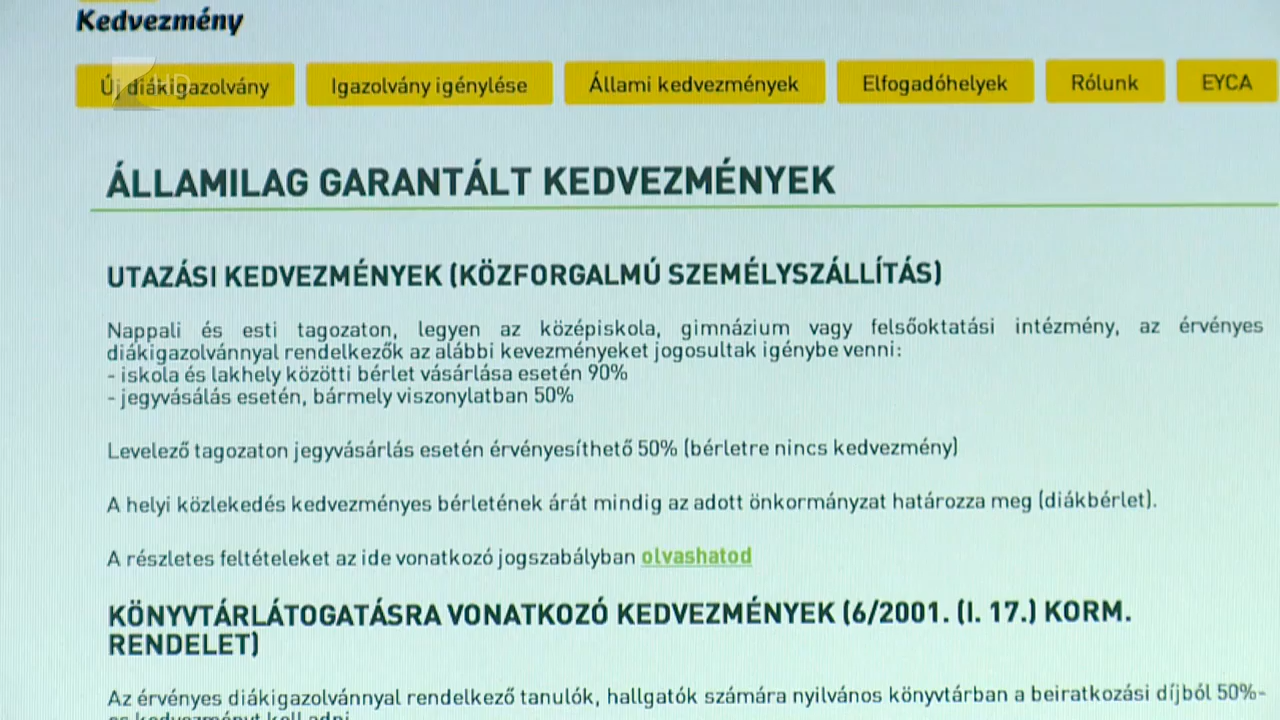 Kedvezmény
HD
Új diákigazolvány
Igazolvány igénylése
Állami kedvezmények
Elfogadóhelyek
Rólunk
EYCA
ÁLLAMILAG GARANTÁLT KEDVEZMÉNYEK
UTAZÁSI KEDVEZMÉNYEK (KÖZFORGALMÚ SZEMÉLYSZÁLLÍTÁS)
Nappali és esti tagozaton, legyen az középiskola, gimnázium vagy felsőoktatási intézmény, az érvényes
diákigazolvánnyal rendelkezők az alábbi kevezményeket jogosultak igénybe venni:
- iskola és lakhely közötti bérlet vásárlása esetén 90%
- jegyvásálás esetén, bármely viszonylatban 50%
Levelező tagozaton jegyvásárlás esetén érvényesíthető 50% (bérletre nincs kedvezmény)
A helyi közlekedés kedvezményes bérletének árát mindig az adott önkormányzat határozza meg (diákbérlet).
A részletes feltételeket az ide vonatkozó jogszabályban olvashatod
KÖNYVTÁRLÁTOGATÁSRA VONATKOZÓ KEDVEZMÉNYEK (6/2001. (I. 17.) KORM.
RENDELET)
Az érvényes diákigazolvánnyal rendelkező tanulók, hallgatók számára nyilvános könyvtárban a beiratkozási díjból 50%-
es kedvezményt kell adni.